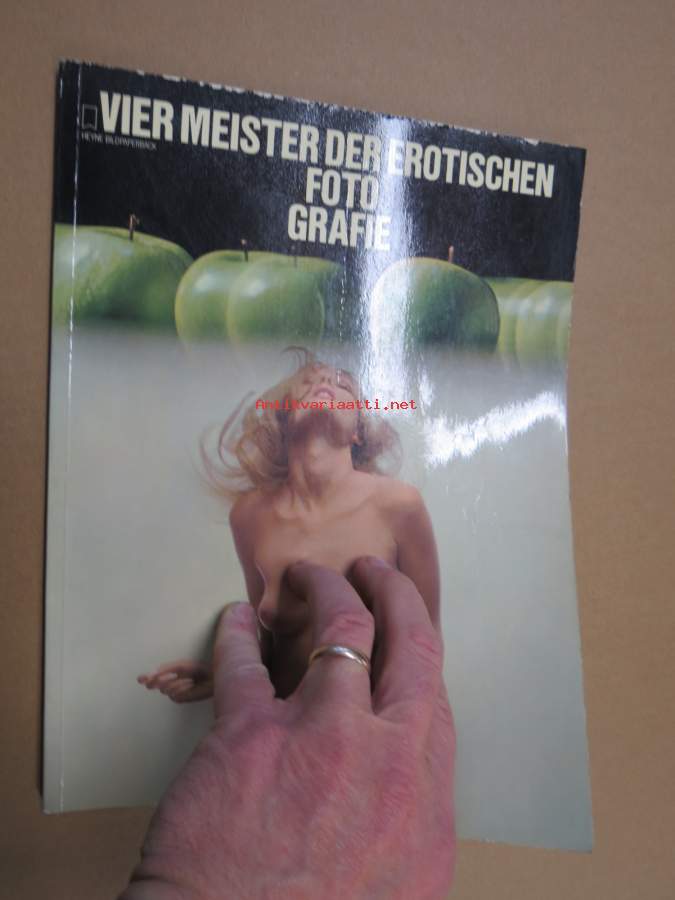 VIER MEISTER DER EROTISCHEN
FOTO
GRAFIE
HEYNE BILDPAPERBACK
Antikvariaatti.net